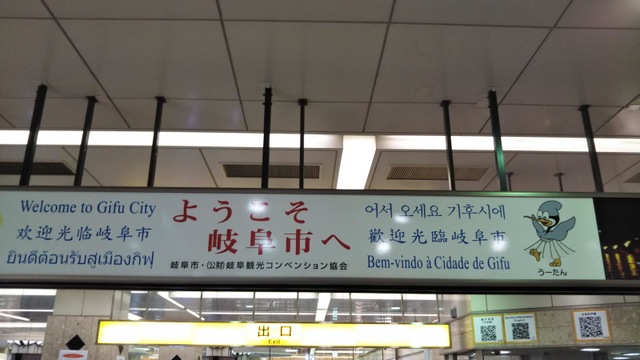 Welcome to Gifu City
欢迎光临岐阜市
ยินดีต้อนรับสู่เมืองกิฟุ
ようこそ
岐阜市へ
岐阜市・(公財)岐阜観光コンベンション協会
어서 오세요 기후시에
歡迎光臨岐阜市
Bem-vindo à Cidade de Gifu
うーたん
出口
Exit